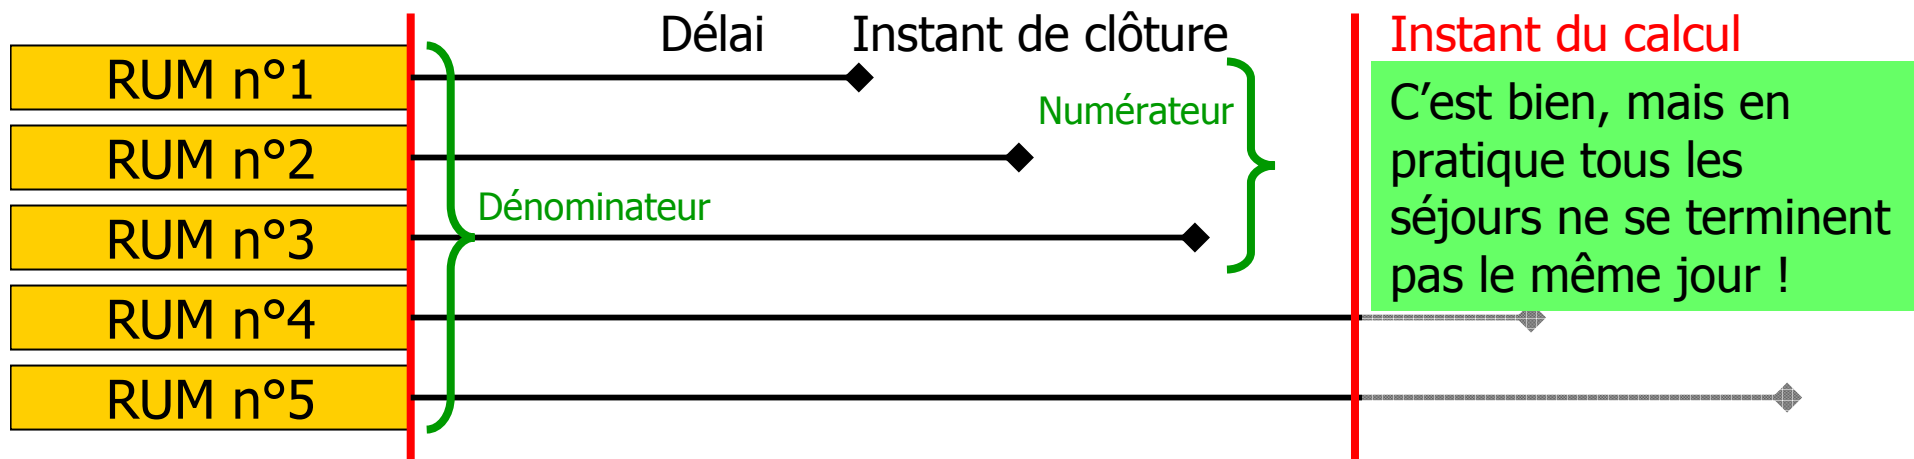 Délai
Instant de clôture
Instant du calcul
RUM n°1
RUM n°2
RUM n°3
RUM n°4
RUM n°5
Numérateur
Dénominateur
C’est bien, mais en
pratique tous les
séjours ne se terminent
pas le même jour !